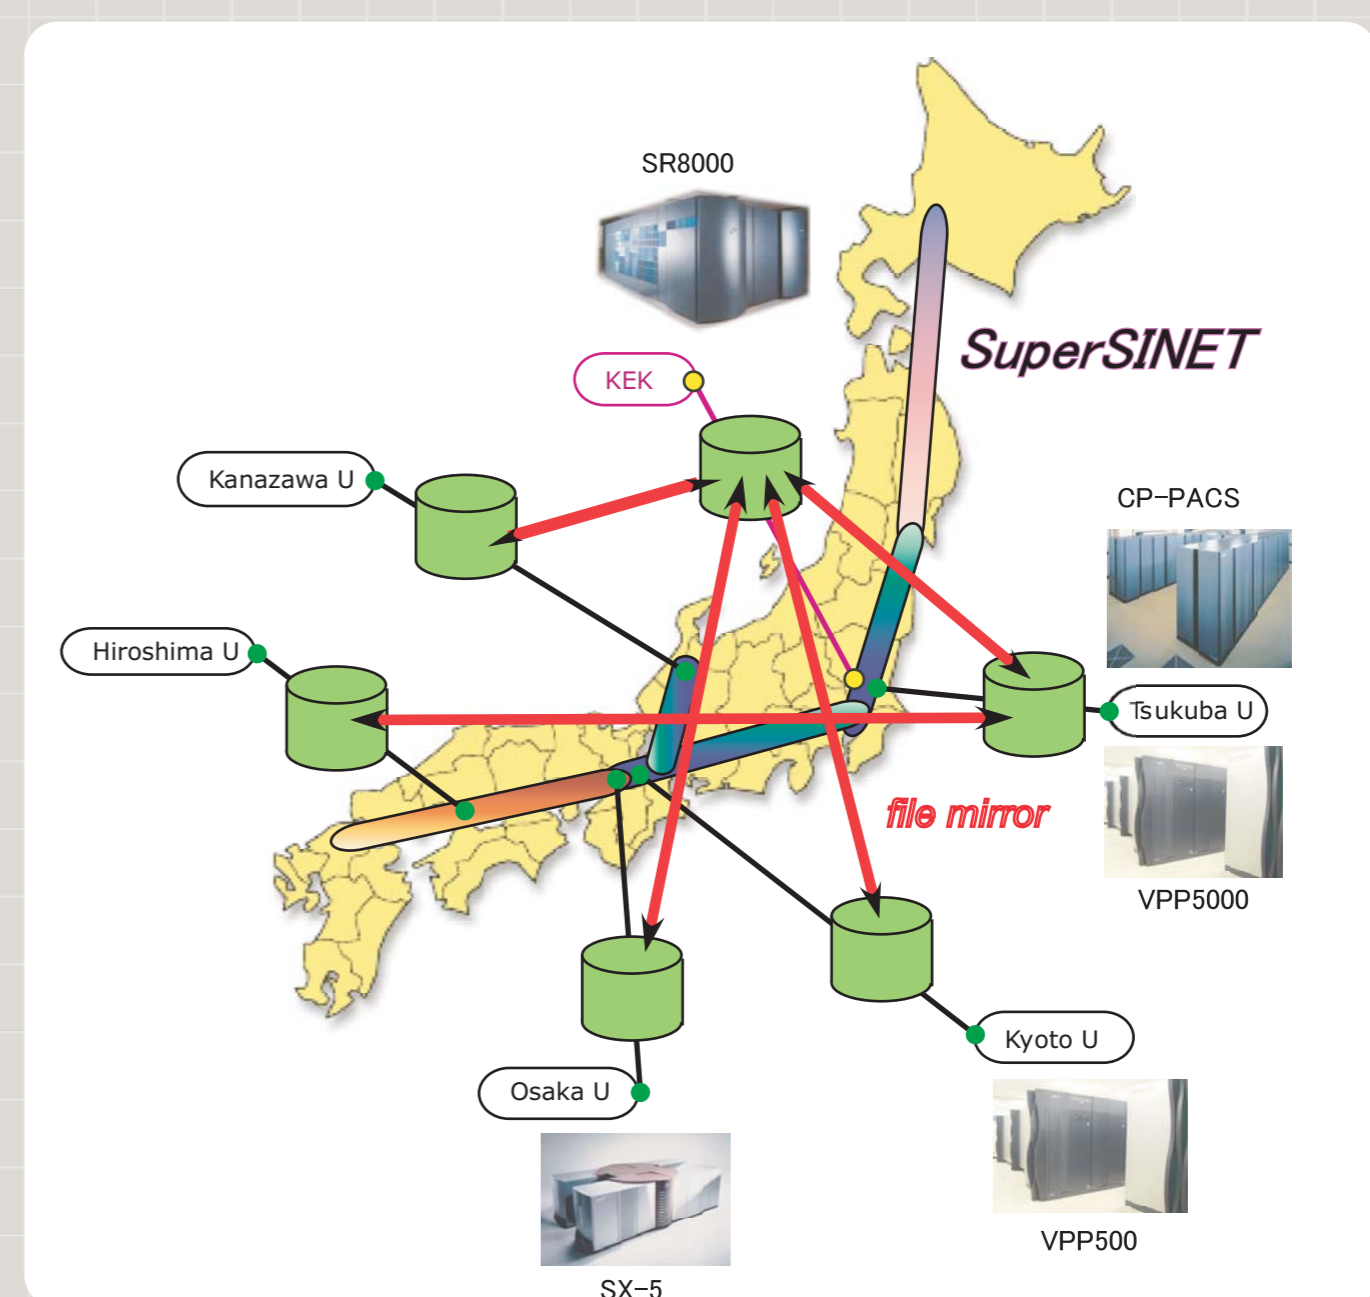 SR8000
SuperSINET
KEK
Kanazawa U
CP-PACS
Hiroshima U
Tsukuba U
file mirror
VPP5000
Kyoto U
Osaka U
VPP500
SX-5